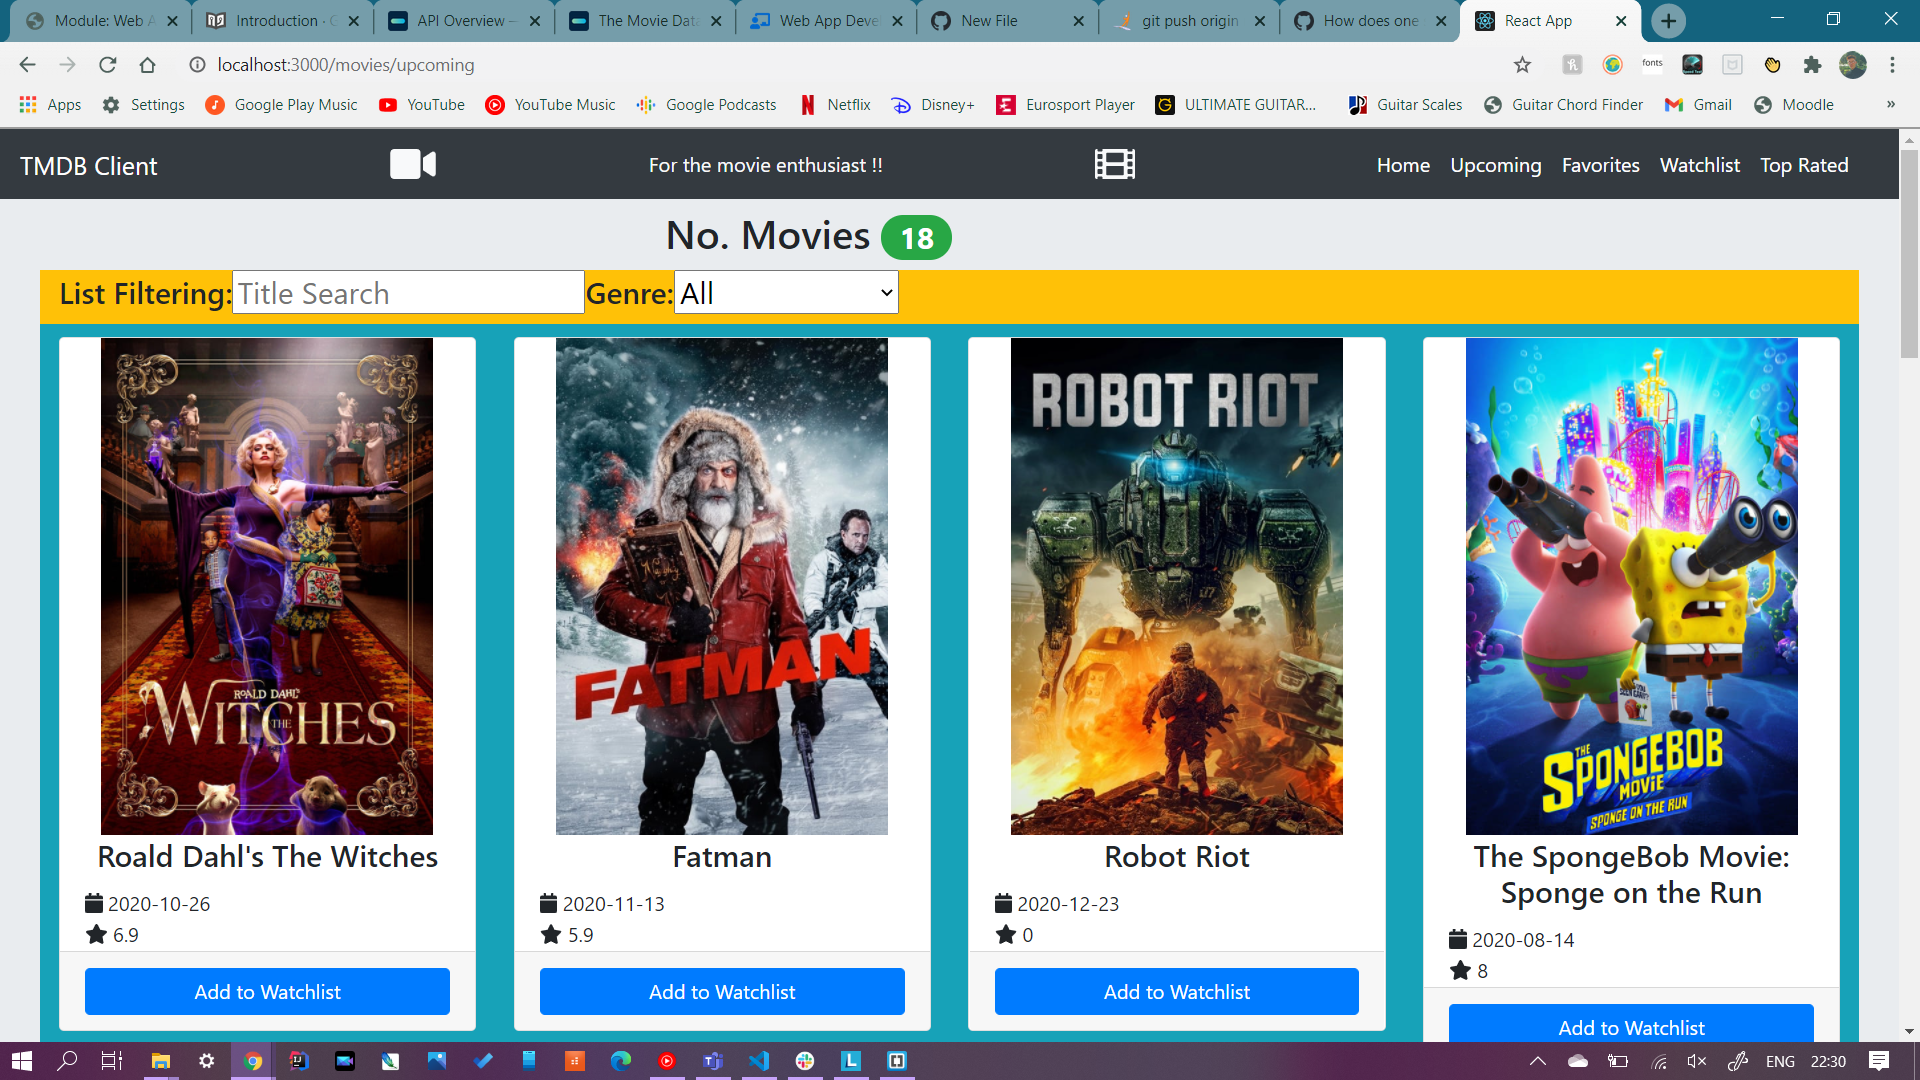 Module: Web A
Introduction · G
API Overview —
The Movie Data
Web App Deve
New File
git push origin
How does one
React App
localhost:3000/movies/upcoming
fonts
Apps Settings Google Play Music YouTube YouTube Music Google Podcasts Netflix Disney+ Eurosport Player ULTIMATE GUITAR... Guitar Scales Guitar Chord Finder Gmail Moodle »
TMDB Client For the movie enthusiast !! Home Upcoming Favorites Watchlist Top Rated
No. Movies 18
List Filtering: Title Search Genre: All
ROALD DAHL'S
THE
WITCHES
FATMAN
ROBOT RIOT
THE
SPONGEBOB
MOVIE
SPONGE ON THE RUN
Roald Dahl's The Witches
2020-10-26
6.9
Add to Watchlist
Fatman
2020-11-13
5.9
Add to Watchlist
Robot Riot
2020-12-23
0
Add to Watchlist
The SpongeBob Movie:
Sponge on the Run
2020-08-14
8
Add to Watchlist
ENG 22:30